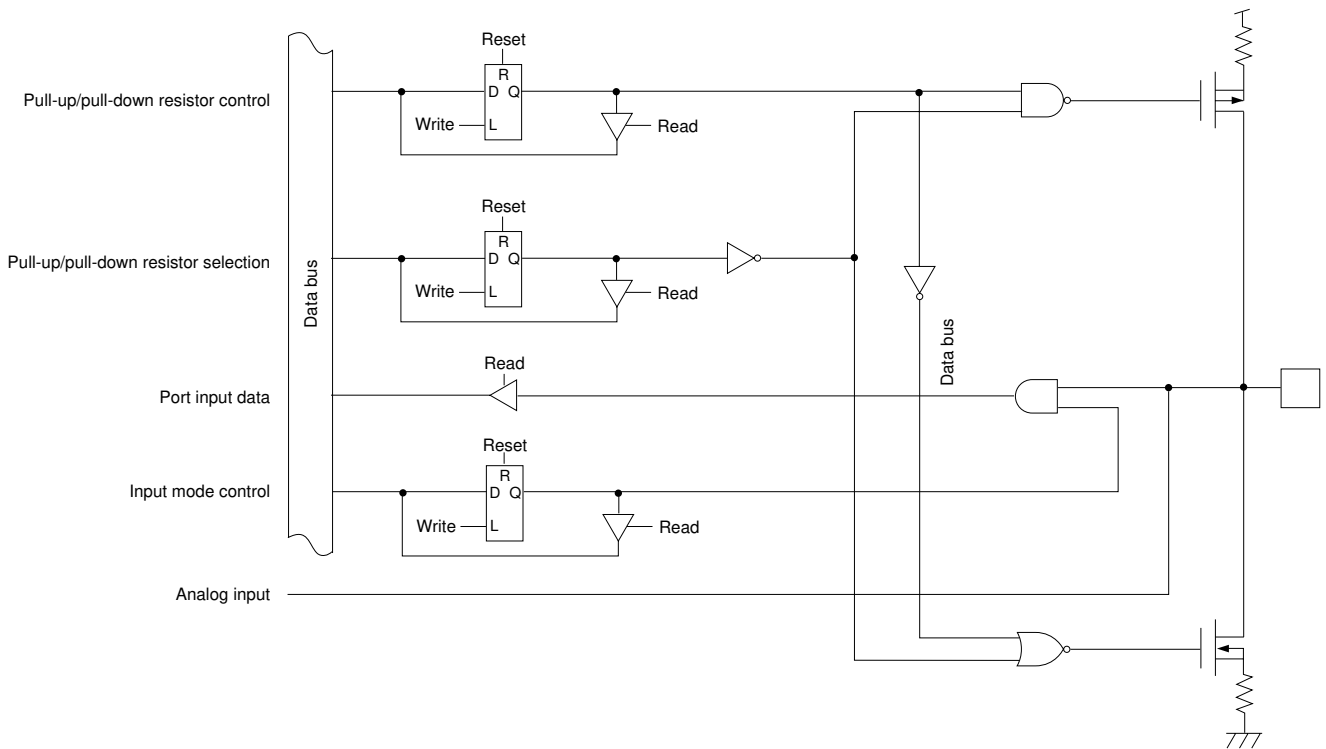 Reset
Pull-up/pull-down resistor control
R
D Q
Write
L
Read
Reset
Pull-up/pull-down resistor selection
R
D Q
Write
L
Read
Data bus
Data bus
Read
Port input data
Reset
Input mode control
R
D Q
Write
L
Read
Analog input